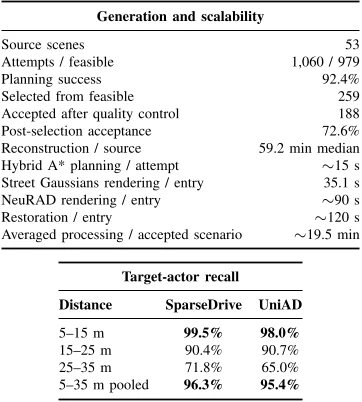 Generation and scalability
Source scenes 53
Attempts / feasible 1,060 / 979
Planning success 92.4%
Selected from feasible 259
Accepted after quality control 188
Post-selection acceptance 72.6%
Reconstruction / source 59.2 min median
Hybrid A* planning / attempt ~15 s
Street Gaussians rendering / entry 35.1 s
NeuRAD rendering / entry ~90 s
Restoration / entry ~120 s
Averaged processing / accepted scenario ~19.5 min
Target-actor recall
Distance SparseDrive UniAD
5–15 m 99.5% 98.0%
15–25 m 90.4% 90.7%
25–35 m 71.8% 65.0%
5–35 m pooled 96.3% 95.4%